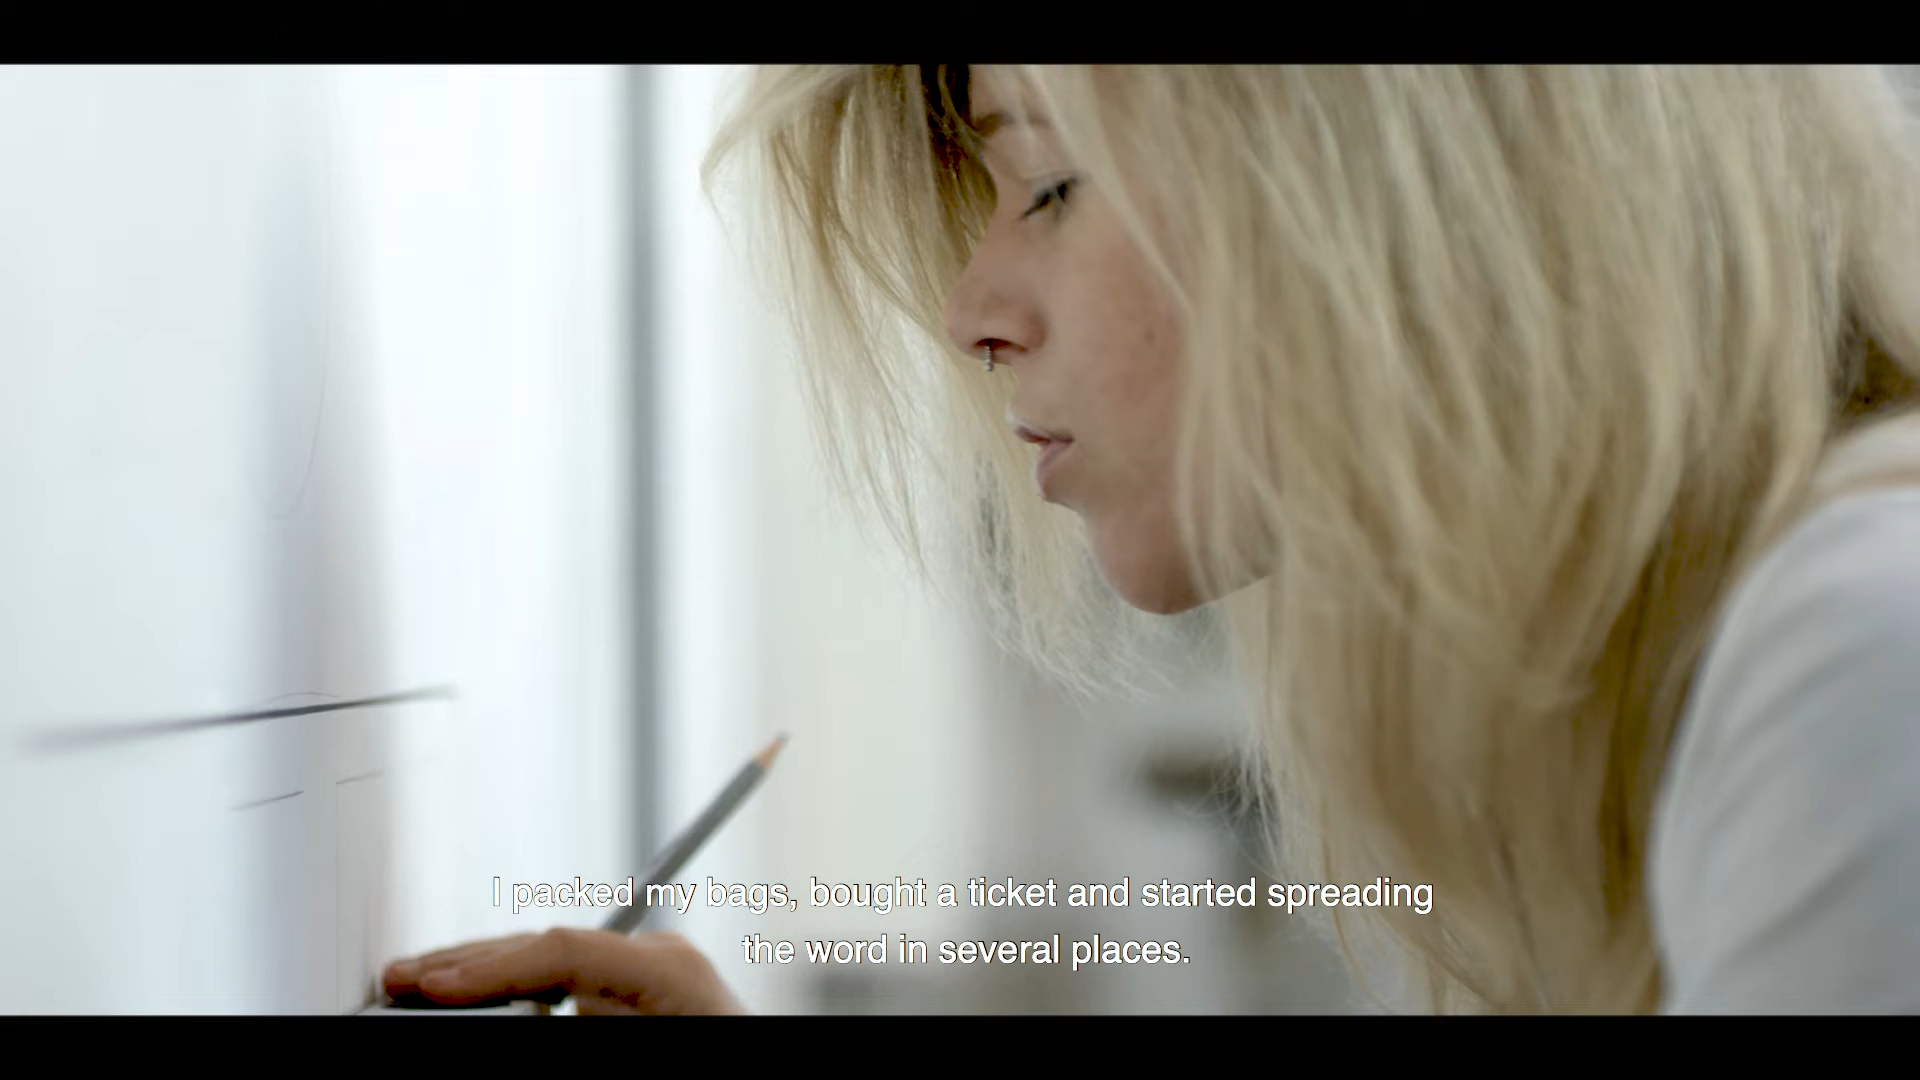 I packed my bags, bought a ticket and started spreading
the word in several places.